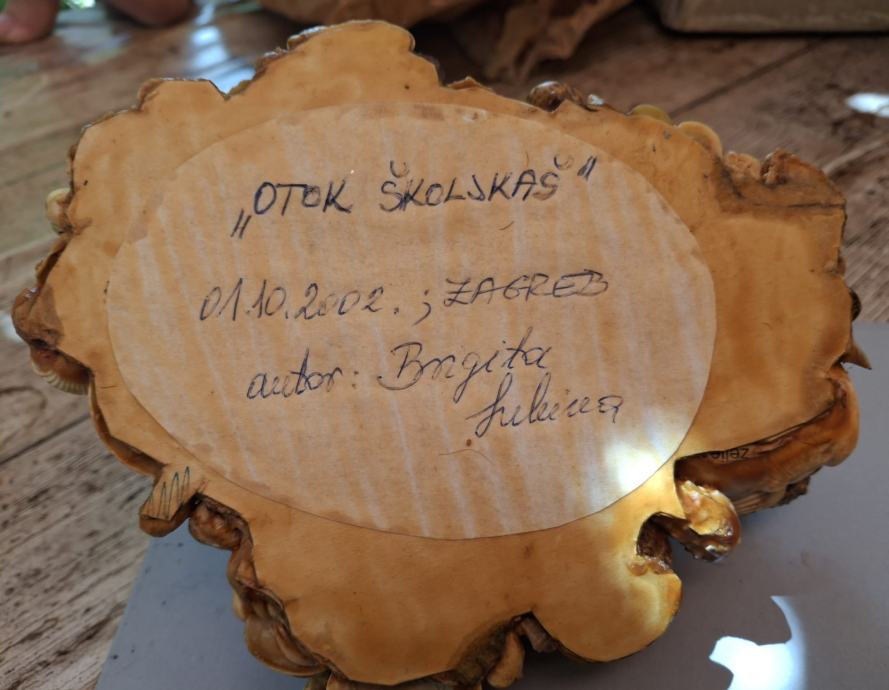 „OTOK ŠKOLJKAŠ"
01.10.2002. ; ZAGREB
autor: Brigita